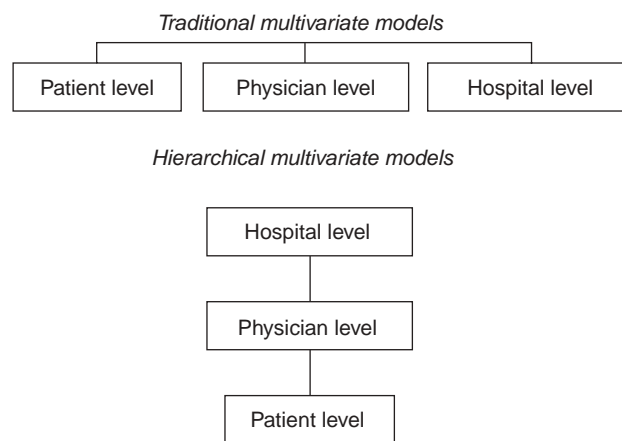 Traditional multivariate models
Patient level Physician level Hospital level
Hierarchical multivariate models
Hospital level
Physician level
Patient level